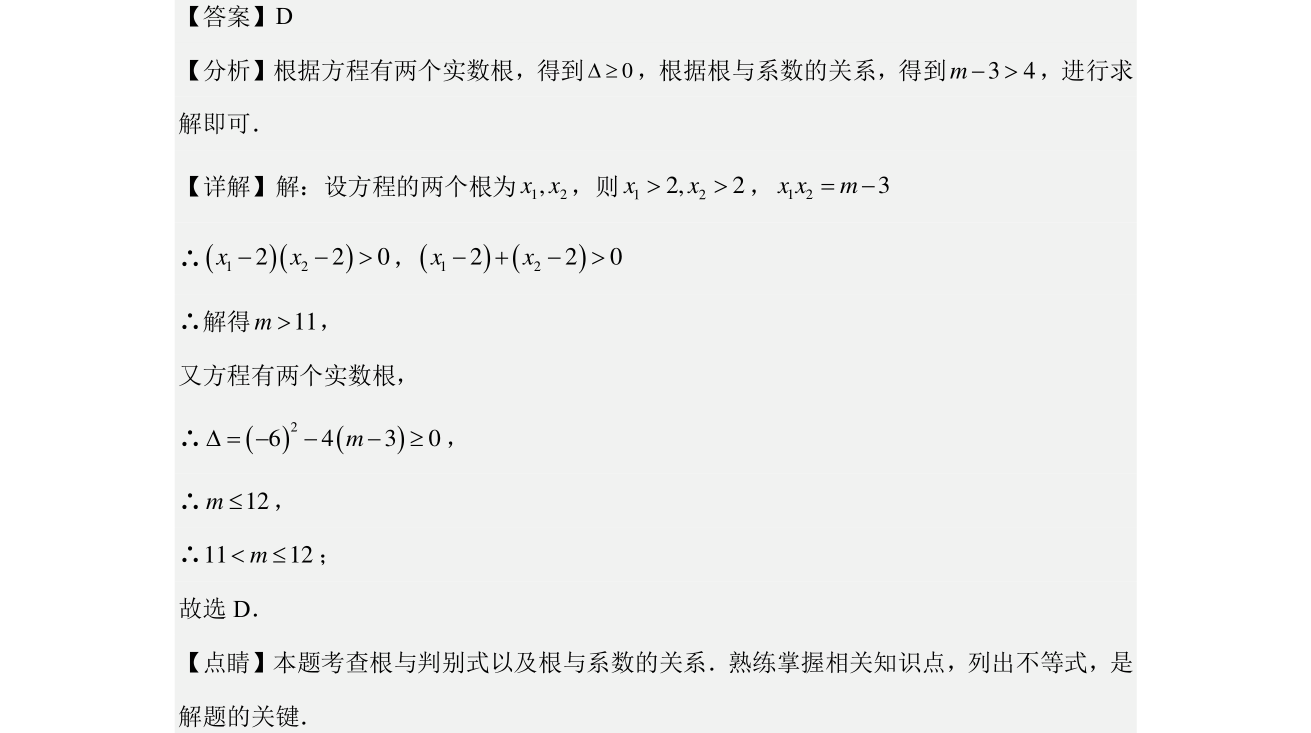 【答案】D
【分析】根据方程有两个实数根，得到Δ≥0，根据根与系数的关系，得到m−3>4，进行求
解即可．
【详解】解：设方程的两个根为x₁,x₂，则x₁>2,x₂>2，x₁x₂=m−3
∴(x₁−2)(x₂−2)>0，(x₁−2)+(x₂−2)>0
∴解得m>11，
又方程有两个实数根，
∴Δ=(−6)²−4(m−3)≥0，
∴m≤12，
∴11<m≤12；
故选 D．
【点睛】本题考查根与判别式以及根与系数的关系．熟练掌握相关知识点，列出不等式，是
解题的关键．